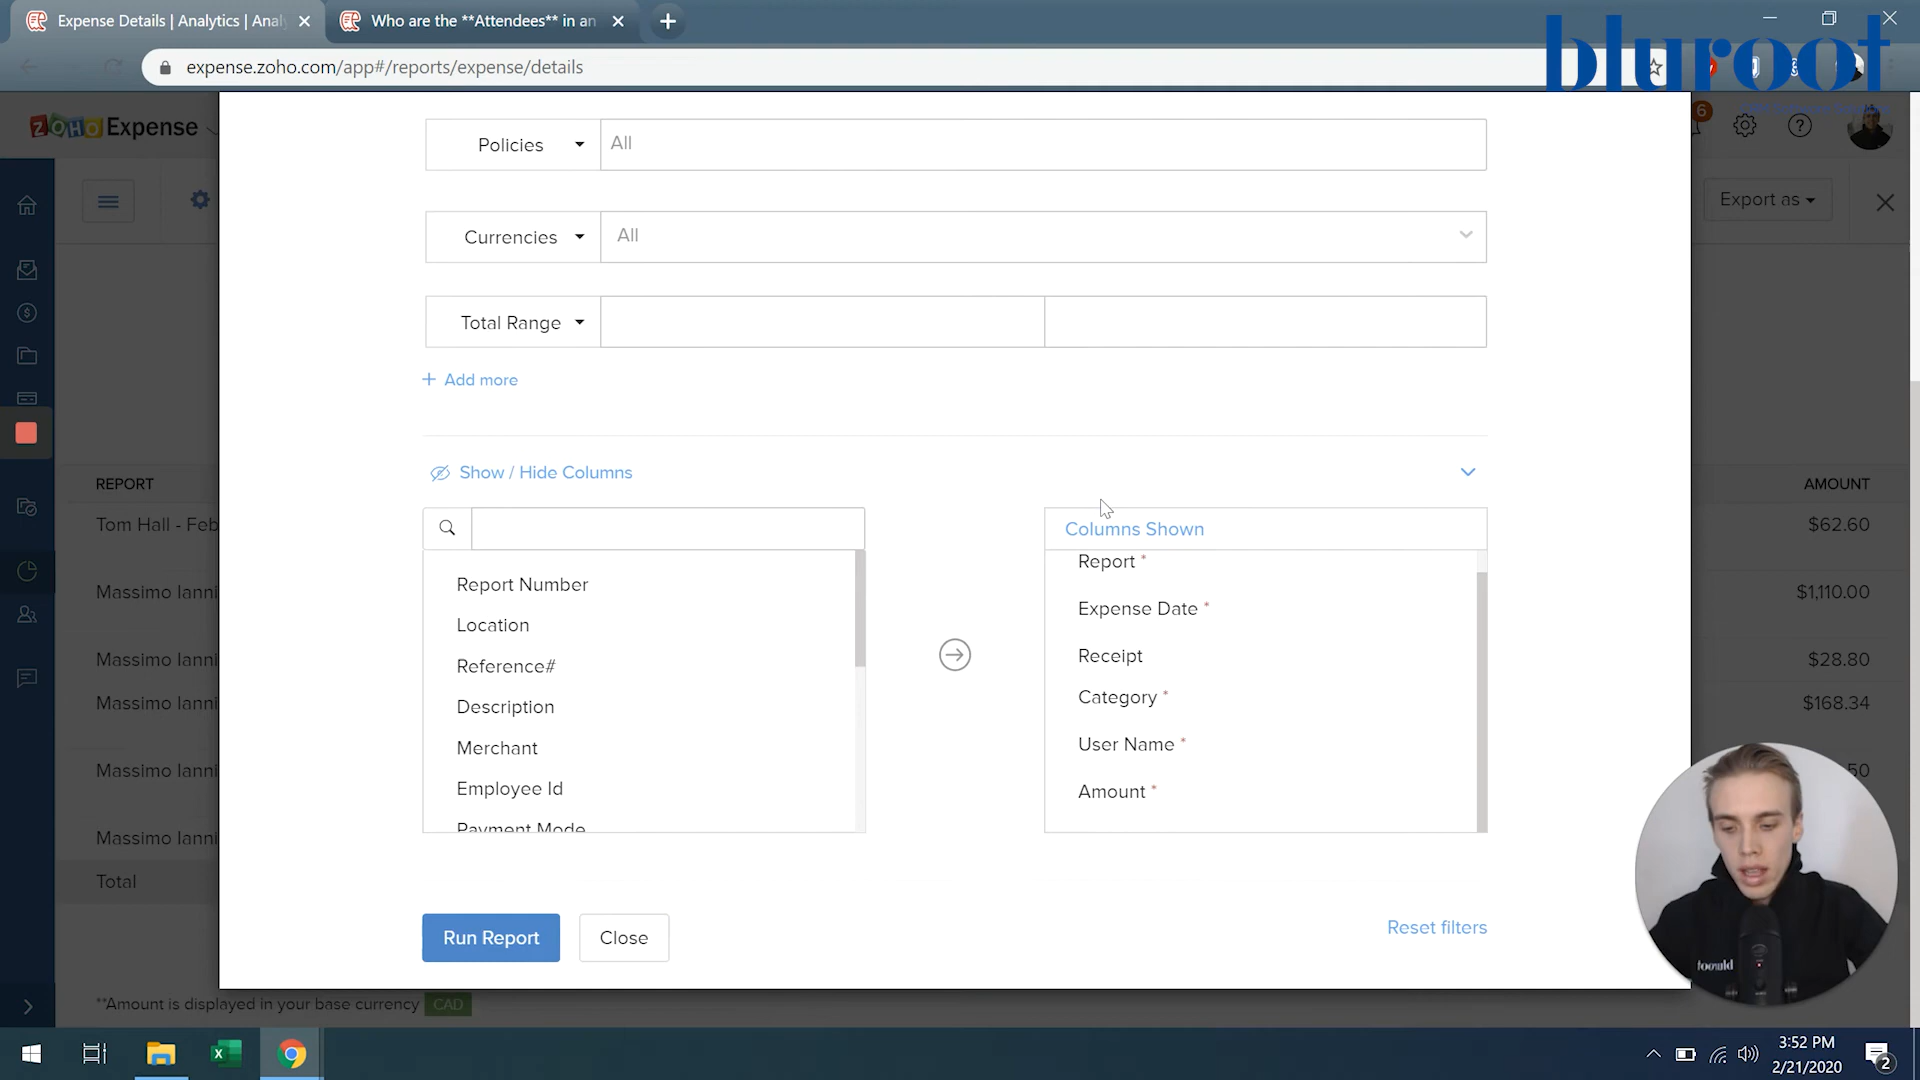 Expense Details | Analytics | Anal
Who are the **Attendees** in an
expense.zoho.com/app#/reports/expense/details
bluroot
ZOHO Expense
6
Export as
Policies
All
Currencies
All
Total Range
+ Add more
Show / Hide Columns
Columns Shown
Report Number
Location
Reference#
Description
Merchant
Employee Id
Payment Mode
Report *
Expense Date *
Receipt
Category *
User Name *
Amount *
Run Report
Close
Reset filters
REPORT
AMOUNT
Tom Hall - Feb
$62.60
Massimo Ianni
$1,110.00
Massimo Ianni
$28.80
Massimo Ianni
$168.34
Massimo Ianni
50
Massimo Ianni
Total
**Amount is displayed in your base currency CAD
3:52 PM
2/21/2020
2